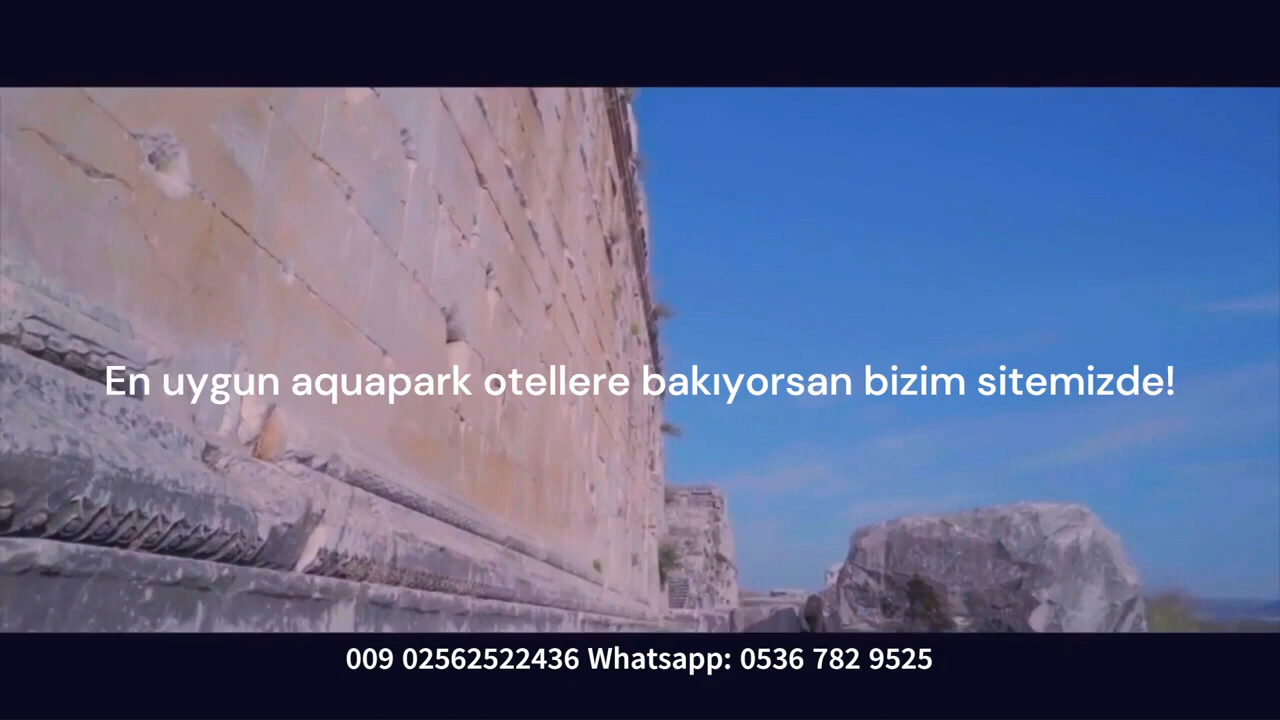 En uygun aquapark otellere bakıyorsan bizim sitemizde!
009 02562522436 Whatsapp: 0536 782 9525